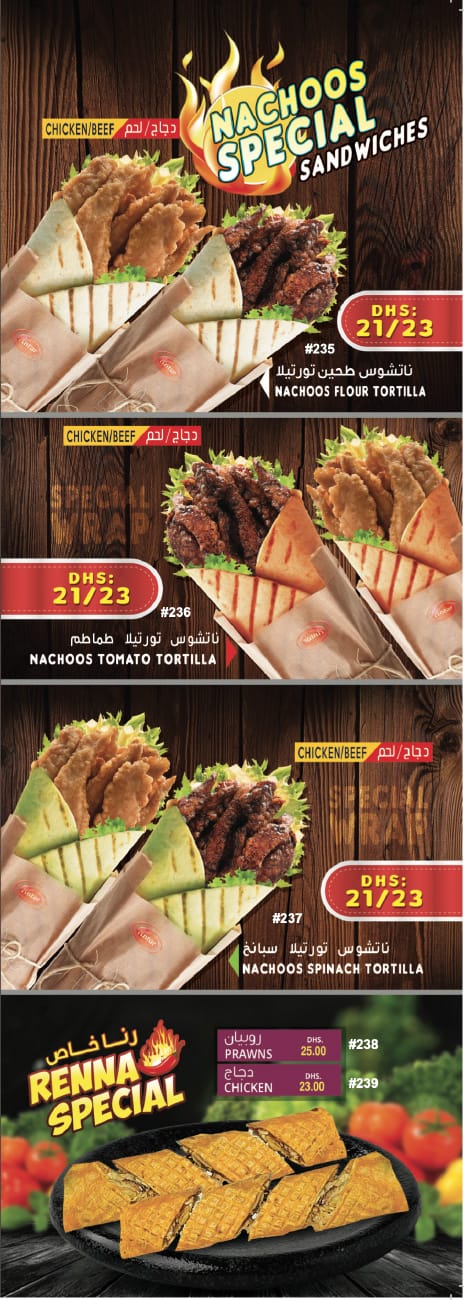 NACHOOS
SPECIAL
SANDWICHES
CHICKEN/BEEF دجاج/لحم
DHS:
21/23
#235
ناتشوس طحين تورتيلا
NACHOOS FLOUR TORTILLA
CHICKEN/BEEF دجاج/لحم
SPECIAL
WRAP
DHS:
21/23
#236
ناتشوس تورتيلا طماطم
NACHOOS TOMATO TORTILLA
CHICKEN/BEEF دجاج/لحم
SPECIAL
WRAP
DHS:
21/23
#237
ناتشوس تورتيلا سبانخ
NACHOOS SPINACH TORTILLA
رنا خاص
RENNA
SPECIAL
روبيان DHS.
PRAWNS 25.00 #238
دجاج DHS.
CHICKEN 23.00 #239